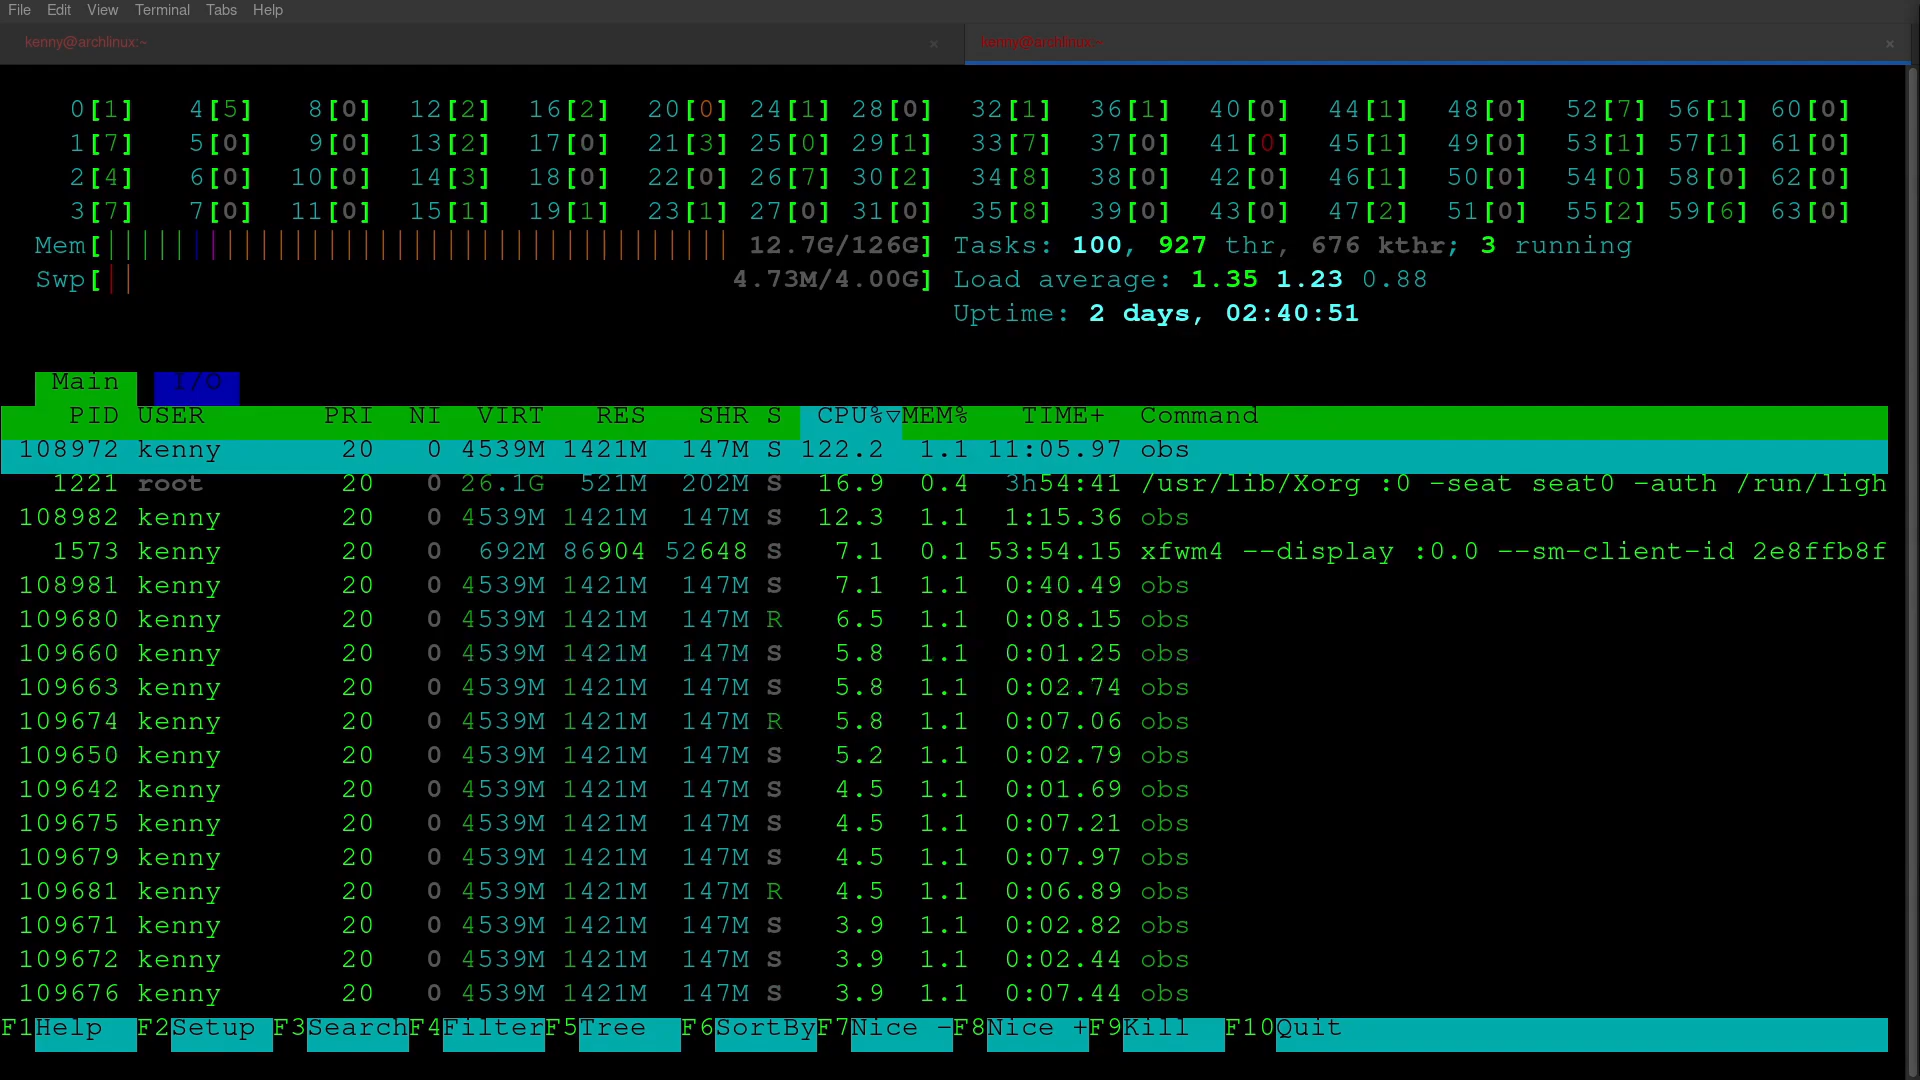 File Edit View Terminal Tabs Help
kenny@archlinux:~ × kenny@archlinux:~ ×
0[1] 4[5] 8[0] 12[2] 16[2] 20[0] 24[1] 28[0] 32[1] 36[1] 40[0] 44[1] 48[0] 52[7] 56[1] 60[0]
1[7] 5[0] 9[0] 13[2] 17[0] 21[3] 25[0] 29[1] 33[7] 37[0] 41[0] 45[1] 49[0] 53[1] 57[1] 61[0]
2[4] 6[0] 10[0] 14[3] 18[0] 22[0] 26[7] 30[2] 34[8] 38[0] 42[0] 46[1] 50[0] 54[0] 58[0] 62[0]
3[7] 7[0] 11[0] 15[1] 19[1] 23[1] 27[0] 31[0] 35[8] 39[0] 43[0] 47[2] 51[0] 55[2] 59[6] 63[0]
Mem[||||||||||||||||||||||||||||||||||||| 12.7G/126G] Tasks: 100, 927 thr, 676 kthr; 3 running
Swp[|| 4.73M/4.00G] Load average: 1.35 1.23 0.88
Uptime: 2 days, 02:40:51
Main I/O
PID USER PRI NI VIRT RES SHR S CPU%▽MEM% TIME+ Command
108972 kenny 20 0 4539M 1421M 147M S 122.2 1.1 11:05.97 obs
1221 root 20 0 26.1G 521M 202M S 16.9 0.4 3h54:41 /usr/lib/Xorg :0 -seat seat0 -auth /run/ligh
108982 kenny 20 0 4539M 1421M 147M S 12.3 1.1 1:15.36 obs
1573 kenny 20 0 692M 86904 52648 S 7.1 0.1 53:54.15 xfwm4 --display :0.0 --sm-client-id 2e8ffb8f
108981 kenny 20 0 4539M 1421M 147M S 7.1 1.1 0:40.49 obs
109680 kenny 20 0 4539M 1421M 147M R 6.5 1.1 0:08.15 obs
109660 kenny 20 0 4539M 1421M 147M S 5.8 1.1 0:01.25 obs
109663 kenny 20 0 4539M 1421M 147M S 5.8 1.1 0:02.74 obs
109674 kenny 20 0 4539M 1421M 147M R 5.8 1.1 0:07.06 obs
109650 kenny 20 0 4539M 1421M 147M S 5.2 1.1 0:02.79 obs
109642 kenny 20 0 4539M 1421M 147M S 4.5 1.1 0:01.69 obs
109675 kenny 20 0 4539M 1421M 147M S 4.5 1.1 0:07.21 obs
109679 kenny 20 0 4539M 1421M 147M S 4.5 1.1 0:07.97 obs
109681 kenny 20 0 4539M 1421M 147M R 4.5 1.1 0:06.89 obs
109671 kenny 20 0 4539M 1421M 147M S 3.9 1.1 0:02.82 obs
109672 kenny 20 0 4539M 1421M 147M S 3.9 1.1 0:02.44 obs
109676 kenny 20 0 4539M 1421M 147M S 3.9 1.1 0:07.44 obs
F1Help F2Setup F3SearchF4FilterF5Tree F6SortByF7Nice -F8Nice +F9Kill F10Quit